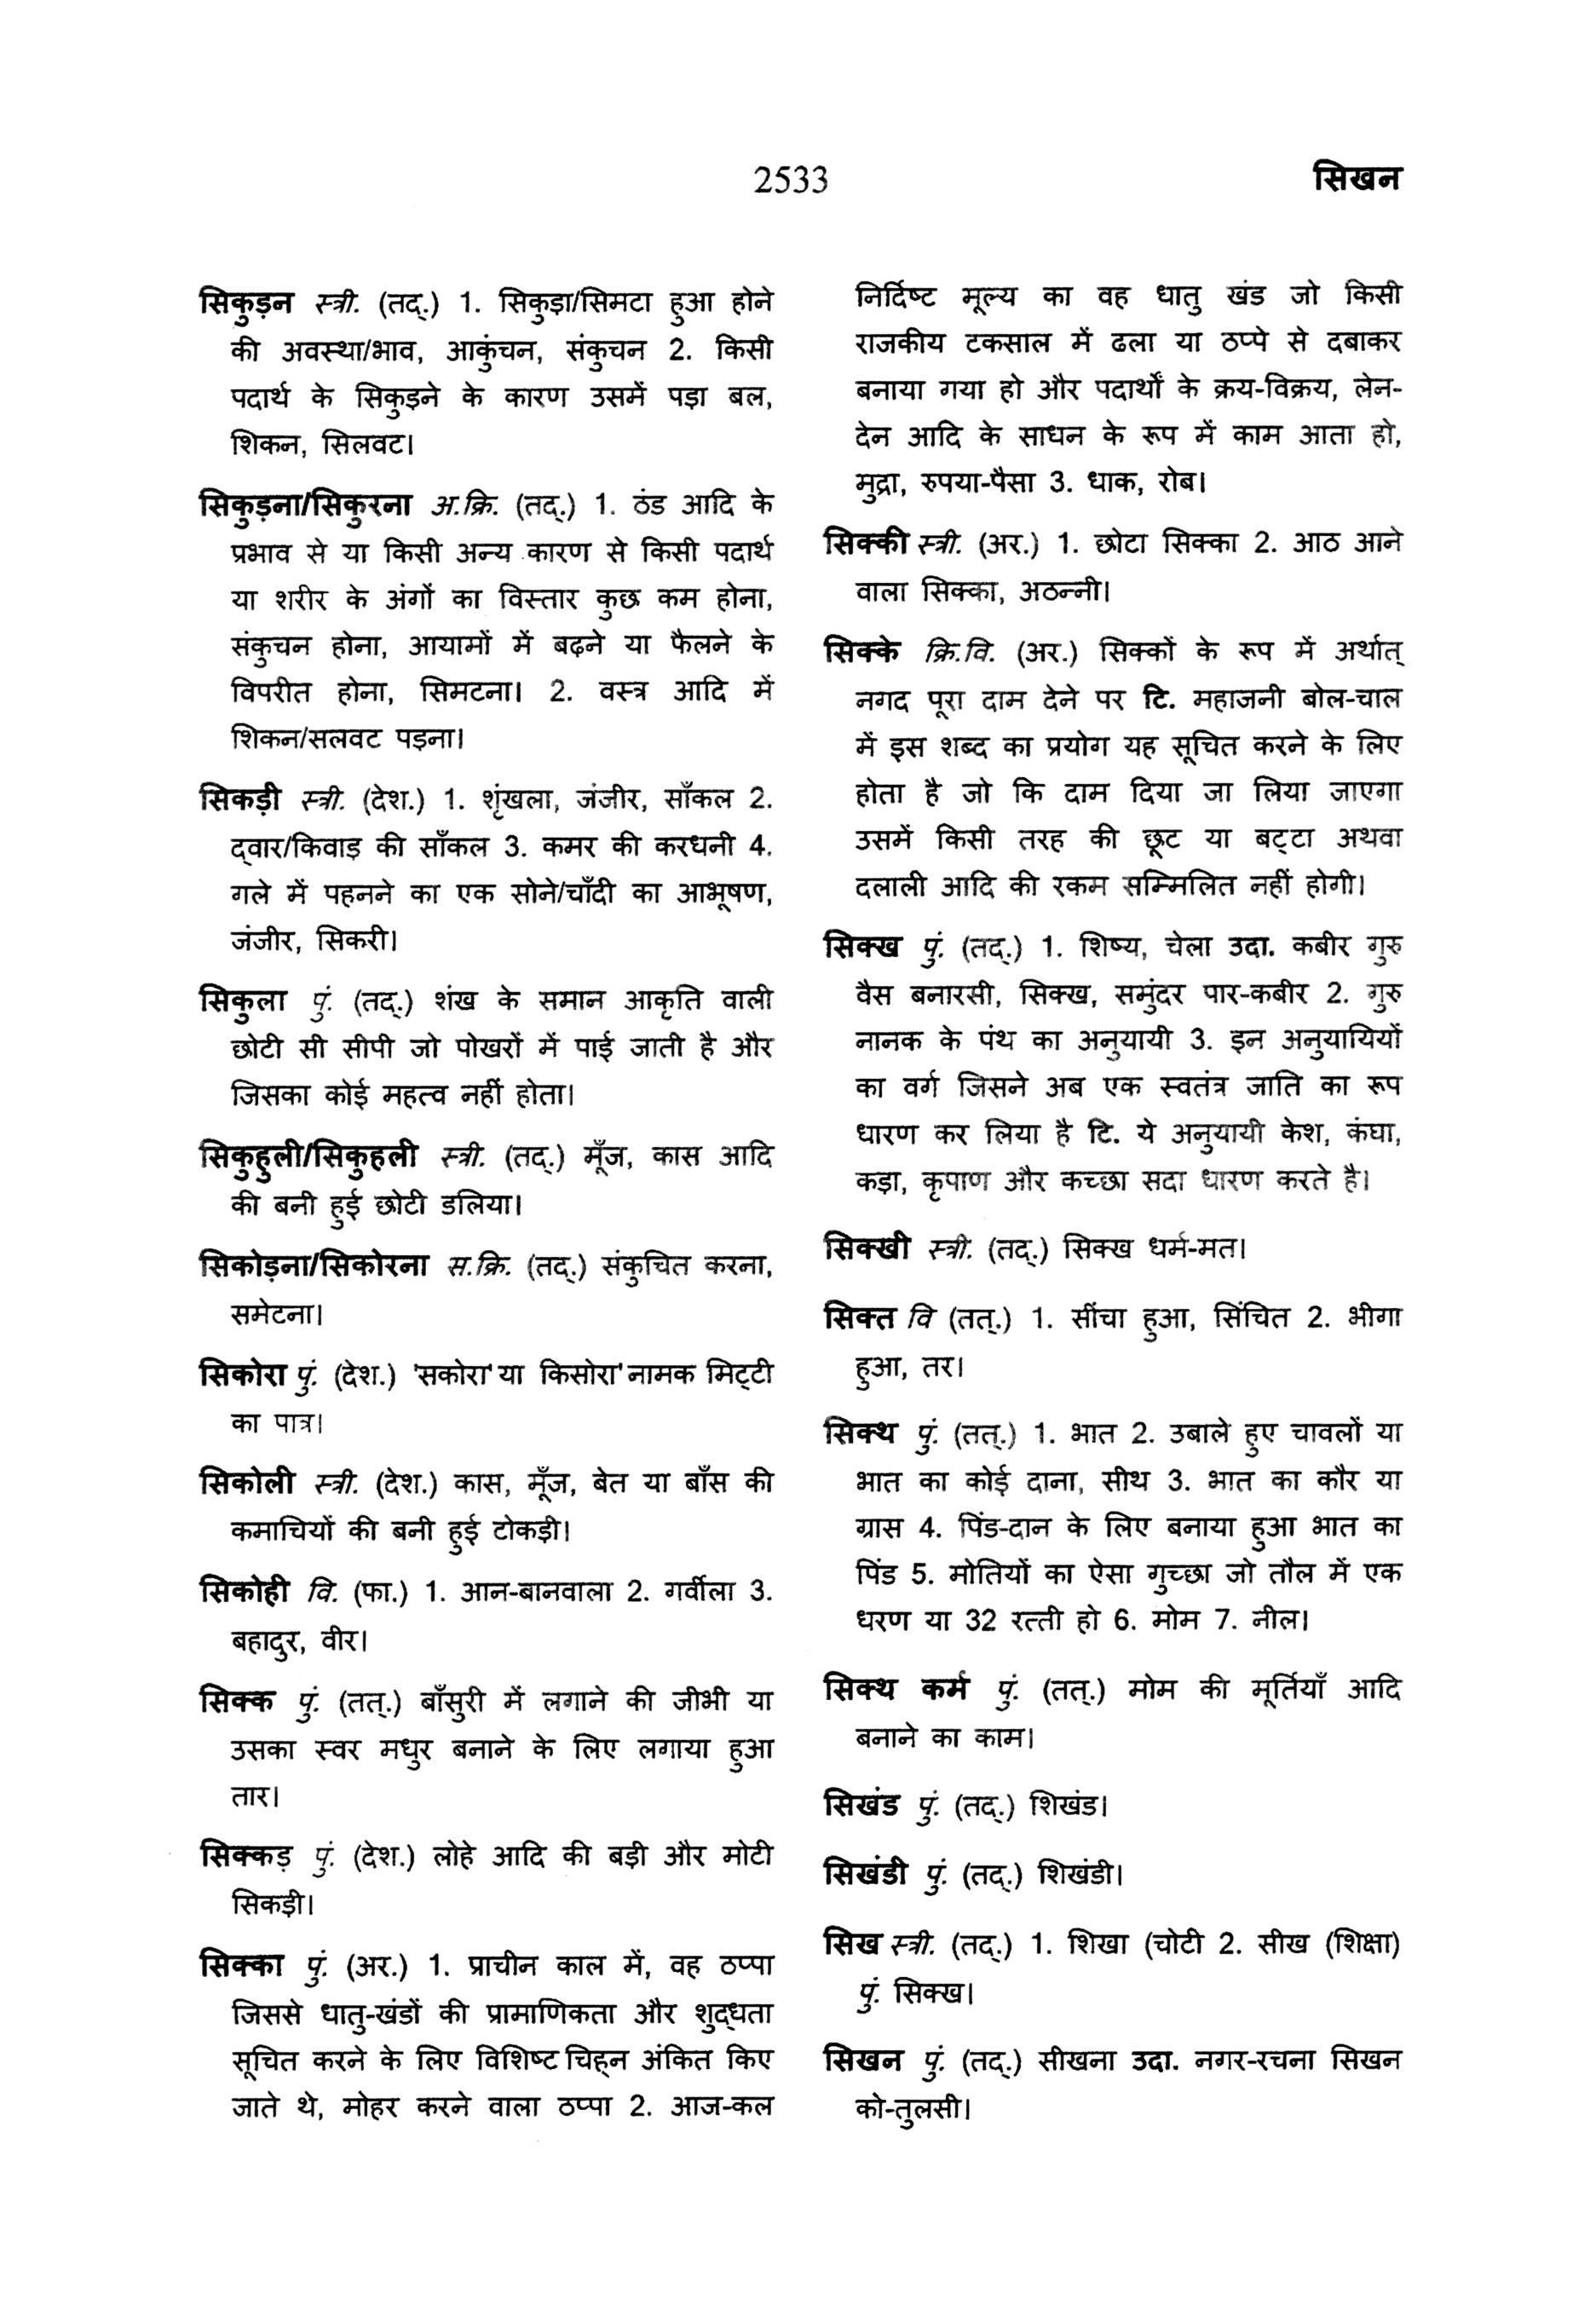 2533
सिखन
सिकुड़न स्त्री. (तद्.) 1. सिकुड़ा/सिमटा हुआ होने
की अवस्था/भाव, आकुंचन, संकुचन 2. किसी
पदार्थ के सिकुड़ने के कारण उसमें पड़ा बल,
शिकन, सिलवट।
सिकुड़ना/सिकुरना अ.क्रि. (तद्.) 1. ठंड आदि के
प्रभाव से या किसी अन्य कारण से किसी पदार्थ
या शरीर के अंगों का विस्तार कुछ कम होना,
संकुचन होना, आयामों में बढ़ने या फैलने के
विपरीत होना, सिमटना। 2. वस्त्र आदि में
शिकन/सलवट पड़ना।
सिकड़ी स्त्री. (देश.) 1. शृंखला, जंजीर, साँकल 2.
द्वार/किवाड़ की साँकल 3. कमर की करधनी 4.
गले में पहनने का एक सोने/चाँदी का आभूषण,
जंजीर, सिकरी।
सिकुला पुं. (तद्.) शंख के समान आकृति वाली
छोटी सी सीपी जो पोखरों में पाई जाती है और
जिसका कोई महत्व नहीं होता।
सिकुहुली/सिकुहली स्त्री. (तद्.) मूँज, कास आदि
की बनी हुई छोटी डलिया।
सिकोड़ना/सिकोरना स.क्रि. (तद्.) संकुचित करना,
समेटना।
सिकोरा पुं. (देश.) 'सकोरा' या किसोरा' नामक मिट्टी
का पात्र।
सिकोली स्त्री. (देश.) कास, मूँज, बेत या बाँस की
कमाचियों की बनी हुई टोकड़ी।
सिकोही वि. (फा.) 1. आन-बानवाला 2. गर्वीला 3.
बहादुर, वीर।
सिक्क पुं. (तत्.) बाँसुरी में लगाने की जीभी या
उसका स्वर मधुर बनाने के लिए लगाया हुआ
तार।
सिक्कड़ पुं. (देश.) लोहे आदि की बड़ी और मोटी
सिकड़ी।
सिक्का पुं. (अर.) 1. प्राचीन काल में, वह ठप्पा
जिससे धातु-खंडों की प्रामाणिकता और शुद्धता
सूचित करने के लिए विशिष्ट चिह्न अंकित किए
जाते थे, मोहर करने वाला ठप्पा 2. आज-कल
निर्दिष्ट मूल्य का वह धातु खंड जो किसी
राजकीय टकसाल में ढला या ठप्पे से दबाकर
बनाया गया हो और पदार्थों के क्रय-विक्रय, लेन-
देन आदि के साधन के रूप में काम आता हो,
मुद्रा, रुपया-पैसा 3. धाक, रोब।
सिक्की स्त्री. (अर.) 1. छोटा सिक्का 2. आठ आने
वाला सिक्का, अठन्नी।
सिक्के क्रि.वि. (अर.) सिक्कों के रूप में अर्थात्
नगद पूरा दाम देने पर टि. महाजनी बोल-चाल
में इस शब्द का प्रयोग यह सूचित करने के लिए
होता है जो कि दाम दिया जा लिया जाएगा
उसमें किसी तरह की छूट या बट्टा अथवा
दलाली आदि की रकम सम्मिलित नहीं होगी।
सिक्ख पुं. (तद्.) 1. शिष्य, चेला उदा. कबीर गुरु
वैस बनारसी, सिक्ख, समुंदर पार-कबीर 2. गुरु
नानक के पंथ का अनुयायी 3. इन अनुयायियों
का वर्ग जिसने अब एक स्वतंत्र जाति का रूप
धारण कर लिया है टि. ये अनुयायी केश, कंघा,
कड़ा, कृपाण और कच्छा सदा धारण करते है।
सिक्खी स्त्री. (तद्.) सिक्ख धर्म-मत।
सिक्त वि (तत्.) 1. सींचा हुआ, सिंचित 2. भीगा
हुआ, तर।
सिक्थ पुं. (तत्.) 1. भात 2. उबाले हुए चावलों या
भात का कोई दाना, सीथ 3. भात का कौर या
ग्रास 4. पिंड-दान के लिए बनाया हुआ भात का
पिंड 5. मोतियों का ऐसा गुच्छा जो तौल में एक
धरण या 32 रत्ती हो 6. मोम 7. नील।
सिक्थ कर्म पुं. (तत्.) मोम की मूर्तियाँ आदि
बनाने का काम।
सिखंड पुं. (तद्.) शिखंड।
सिखंडी पुं. (तद्.) शिखंडी।
सिख स्त्री. (तद्.) 1. शिखा (चोटी 2. सीख (शिक्षा)
पुं. सिक्ख।
सिखन पुं. (तद्.) सीखना उदा. नगर-रचना सिखन
को-तुलसी।